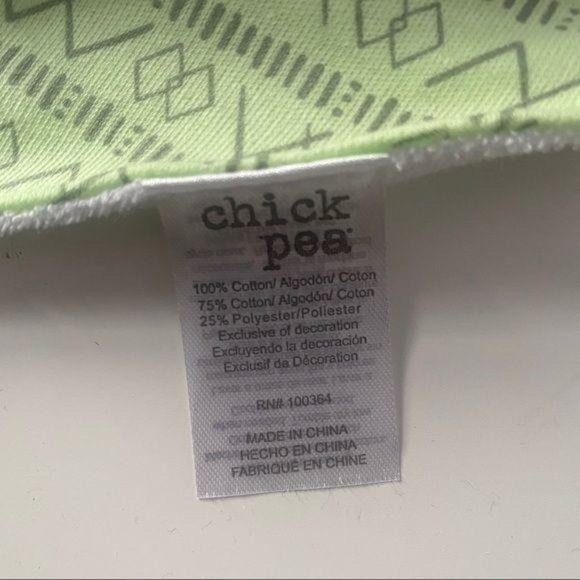 chick
pea
100% Cotton/ Algodón/ Coton
75% Cotton/ Algodón/ Coton
25% Polyester/Poliester
Exclusive of decoration
Excluyendo la decoración
Exclusif de Décoration
RN# 100364
MADE IN CHINA
HECHO EN CHINA
FABRIQUÉ EN CHINE